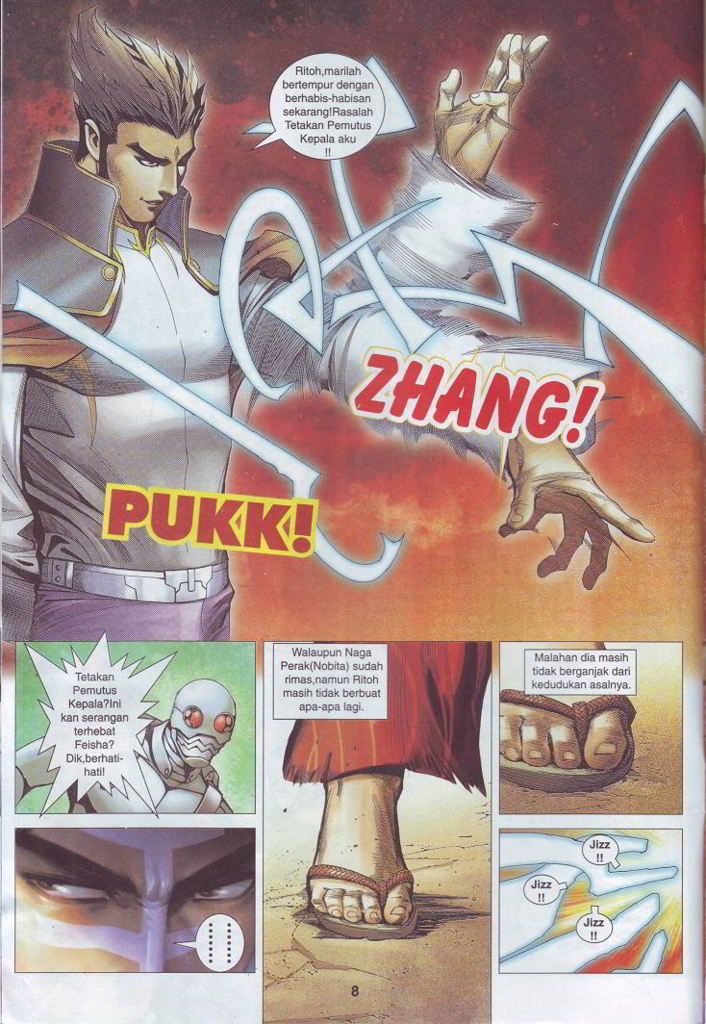 Ritoh,marilah
bertempur dengan
berhabis-habisan
sekarang!Rasalah
Tetakan Pemutus
Kepala aku
!!
ZHANG!
PUKK!
Tetakan
Pemutus
Kepala?Ini
kan serangan
terhebat
Feisha?
Dik,berhati-
hati!
Walaupun Naga
Perak(Nobita) sudah
rimas,namun Ritoh
masih tidak berbuat
apa-apa lagi.
Malahan dia masih
tidak berganjak dari
kedudukan asalnya.
Jizz
!!
Jizz
!!
Jizz
!!
8